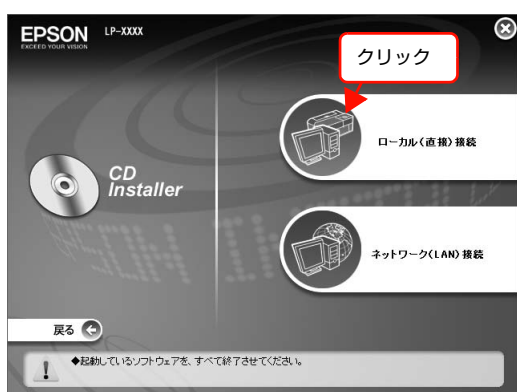 EPSON
EXCEED YOUR VISION
LP-XXXX
クリック
ローカル(直接)接続
CD
Installer
ネットワーク(LAN)接続
戻る
◆起動しているソフトウェアを、すべて終了させてください。